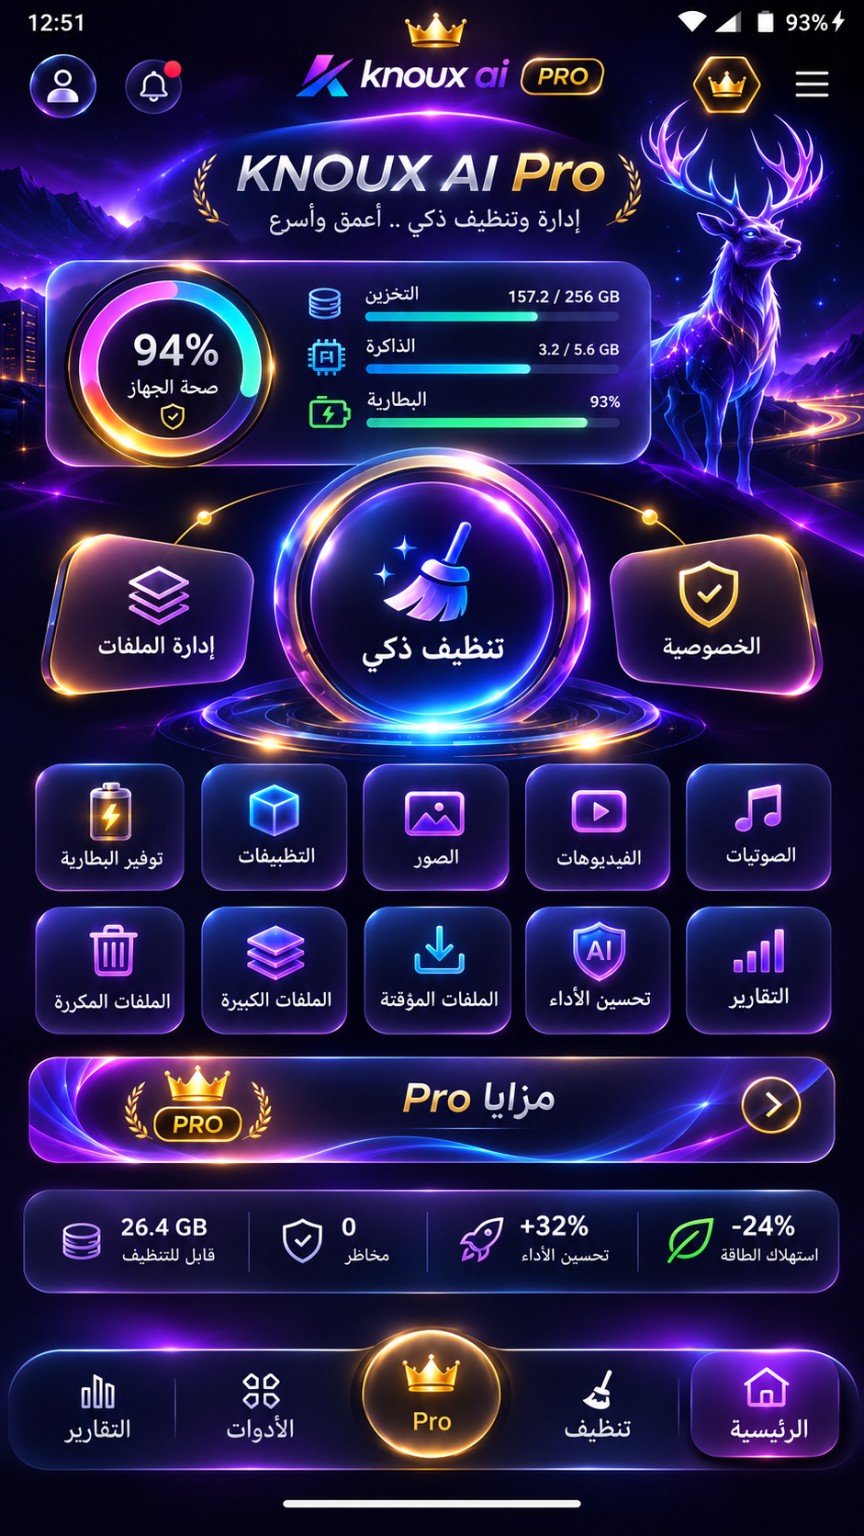 12:51
93%
knoux ai PRO
KNOUX AI Pro
إدارة وتنظيف ذكي .. أعمق وأسرع
94%
صحة الجهاز
التخزين 157.2 / 256 GB
الذاكرة 3.2 / 5.6 GB
البطارية 93%
إدارة الملفات
تنظيف ذكي
الخصوصية
توفير البطارية
التظبيفات
الصور
الفيديوهات
الصوتيات
الملفات المكررة
الملفات الكبيرة
الملفات المؤقتة
AI
تحسين الأداء
التقارير
PRO
مزايا Pro
26.4 GB
قابل للتنظيف
0
مخاطر
+32%
تحسين الأداء
-24%
استهلاك الطاقة
التقارير
الأدوات
Pro
تنظيف
الرئيسية